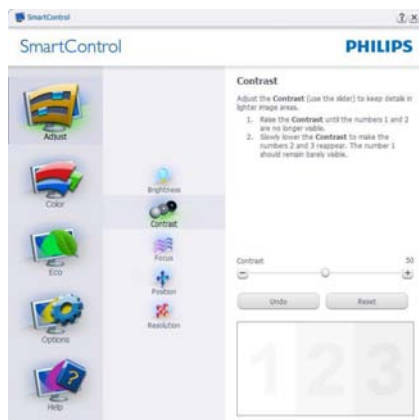 SmartControl
SmartControl
PHILIPS
Adjust
Color
Eco
Options
Help
Brightness
Contrast
Focus
Position
Resolution
Contrast
Adjust the Contrast (use the slider) to keep details in
lighter image areas.
1. Raise the Contrast until the numbers 1 and 2
are no longer visible.
2. Slowly lower the Contrast to make the
numbers 2 and 3 reappear. The number 1
should remain barely visible.
Contrast 50
Undo Reset
1 2 3